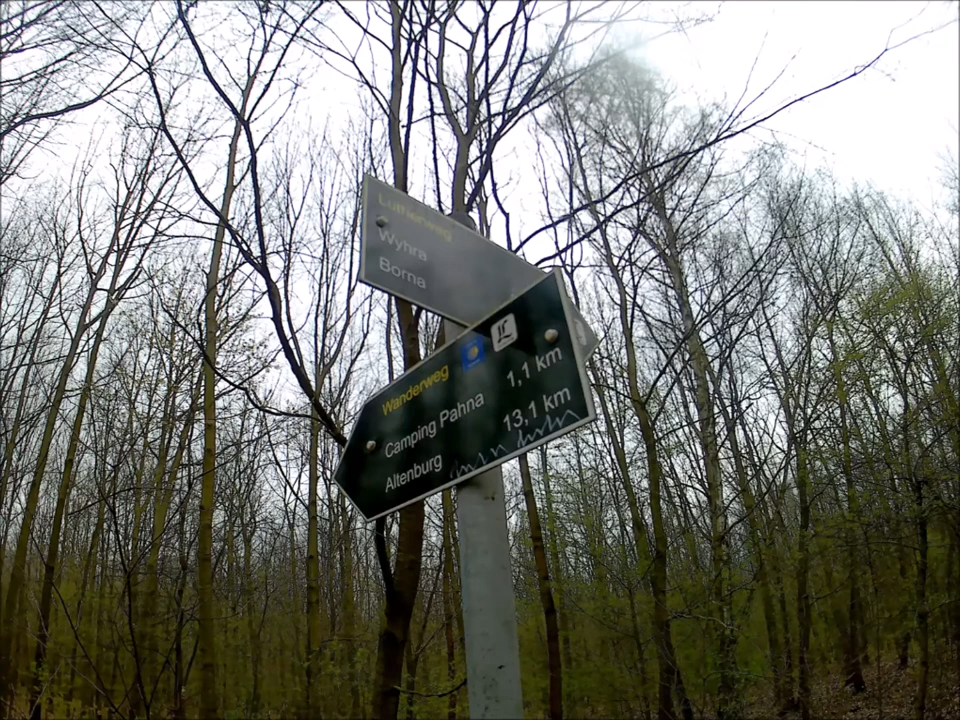 Lutherweg
Wyhra
Borna
Wanderweg
Camping Pahna 1,1 km
Altenburg 13,1 km